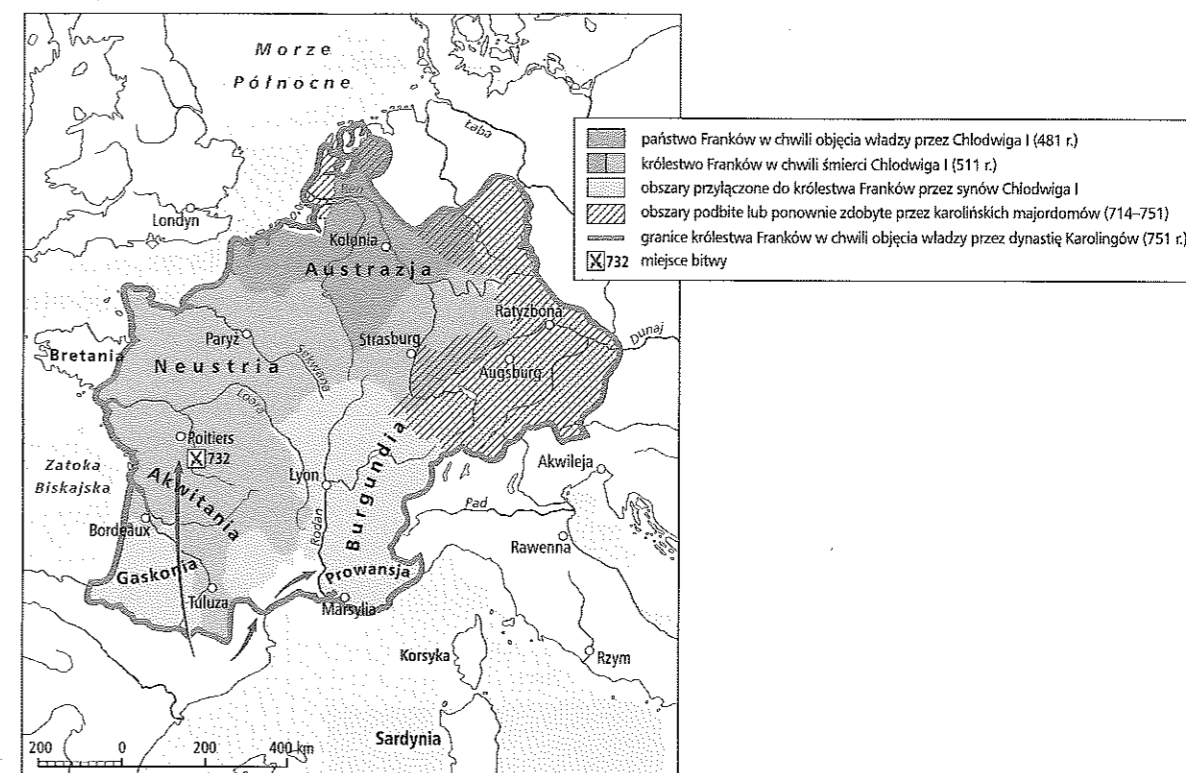 Morze
Północne
Łaba
państwo Franków w chwili objęcia władzy przez Chlodwiga I (481 r.)
królestwo Franków w chwili śmierci Chlodwiga I (511 r.)
obszary przyłączone do królestwa Franków przez synów Chlodwiga I
obszary podbite lub ponownie zdobyte przez karolińskich majordomów (714–751)
granice królestwa Franków w chwili objęcia władzy przez dynastię Karolingów (751 r.)
X 732 miejsce bitwy
Londyn
Kolonia
Austrazja
Ratyzbona
Dunaj
Paryż
Strasburg
Bretania
Neustria
Sekwana
Augsburg
Loara
Poitiers
X 732
Zatoka
Biskajska
Akwitania
Lyon
Burgundia
Akwileja
Pad
Bordeaux
Rodan
Rawenna
Gaskonia
Prowansja
Tuluza
Marsylia
Korsyka
Rzym
Sardynia
200 0 200 400 km